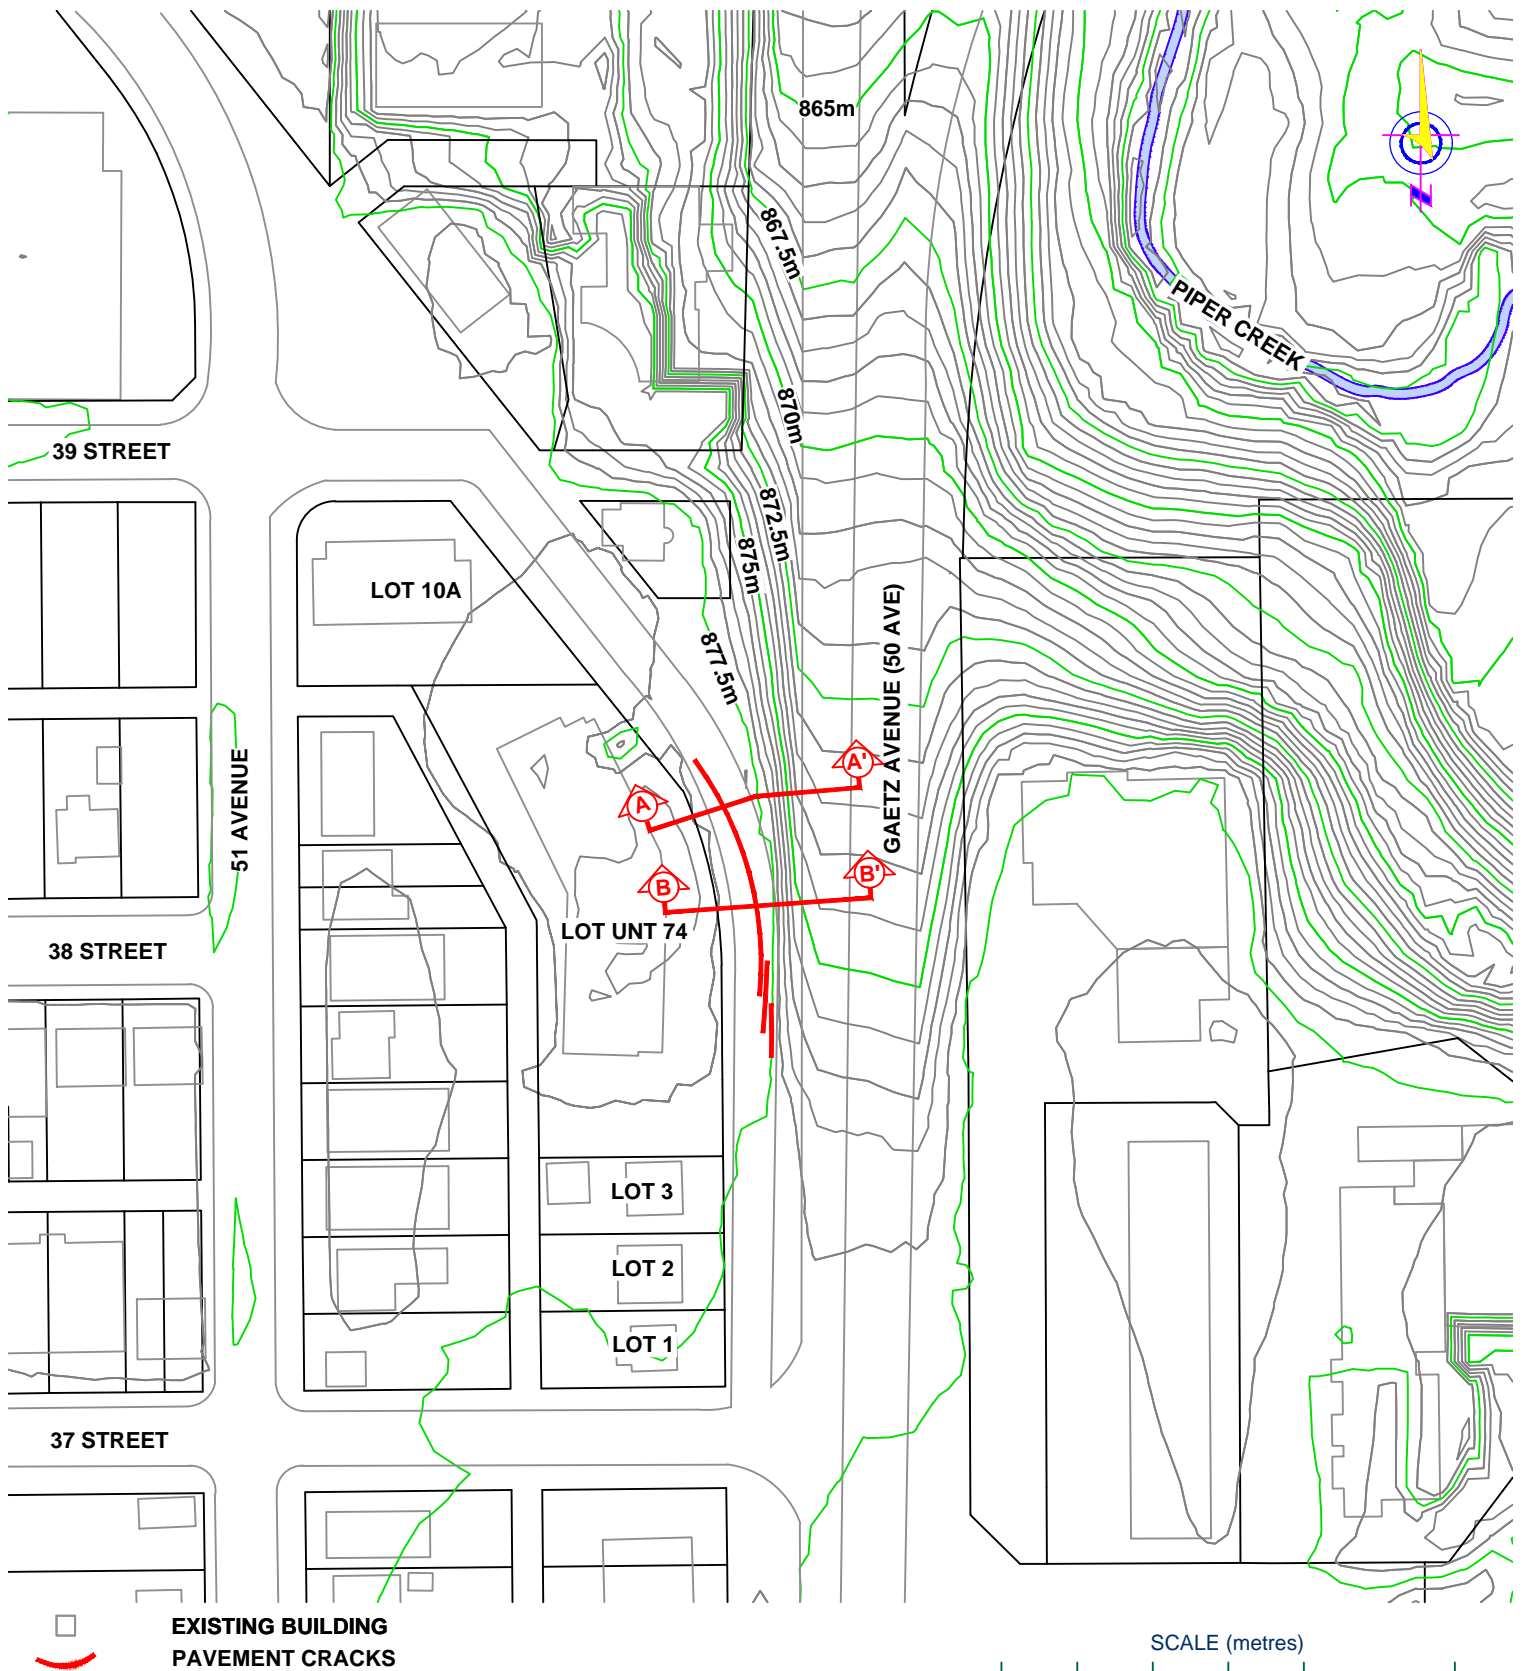 865m
867.5m
PIPER CREEK
N
870m
39 STREET
872.5m
875m
LOT 10A
GAETZ AVENUE (50 AVE)
877.5m
51 AVENUE
A'
A
B'
B
LOT UNT 74
38 STREET
LOT 3
LOT 2
LOT 1
37 STREET
EXISTING BUILDING
PAVEMENT CRACKS
SCALE (metres)